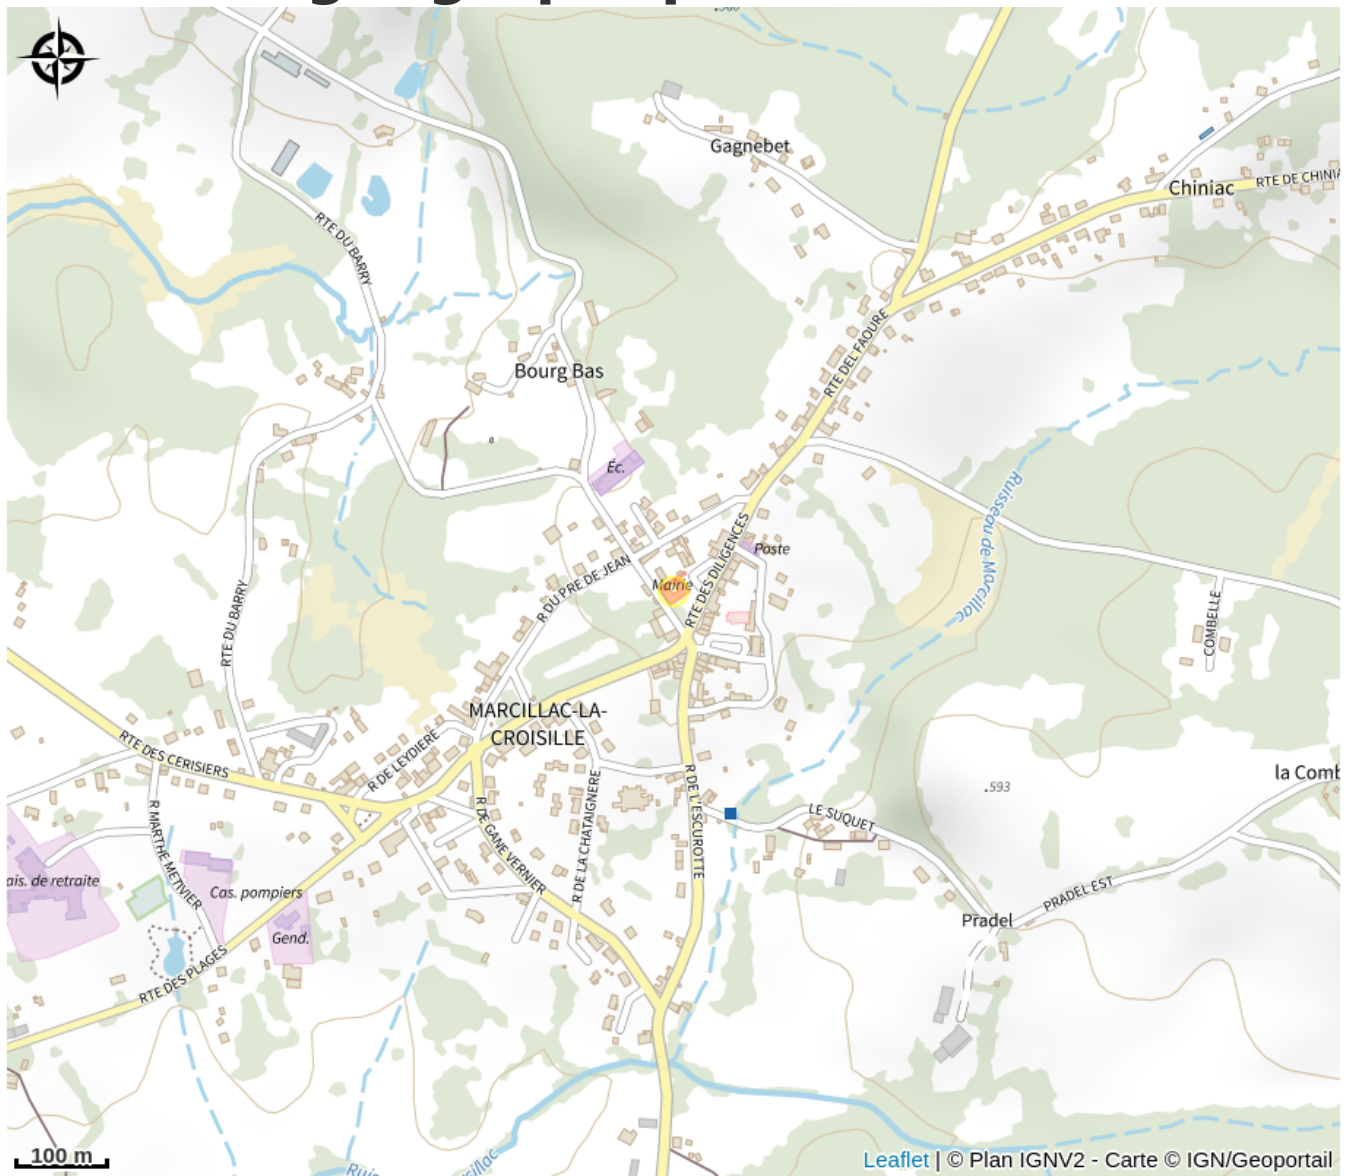 Gagnebet
Chiniac
RTE DE CHINIA
RTE DU BARRY
RTE DEL FAOURE
Bourg Bas
Ec.
Ruisseau de Marcillac
RTE DES DILIGENCES
Poste
R DU PRE DE JEAN
Mairie
RTE DU BARRY
COMBELLE
MARCILLAC-LA-
CROISILLE
RTE DES CERISIERS
R DE LEYDIERE
la Comb
.593
R DE L'ESCUROTTE
R DE LA CHATAIGNERE
R DE GANE VERNIER
LE SUQUET
R MARTHE METIVIER
ais. de retraite
Cas. pompiers
PRADEL EST
Pradel
Gend.
RTE DES PLAGES
100 m
Leaflet | © Plan IGNV2 - Carte © IGN/Geoportail